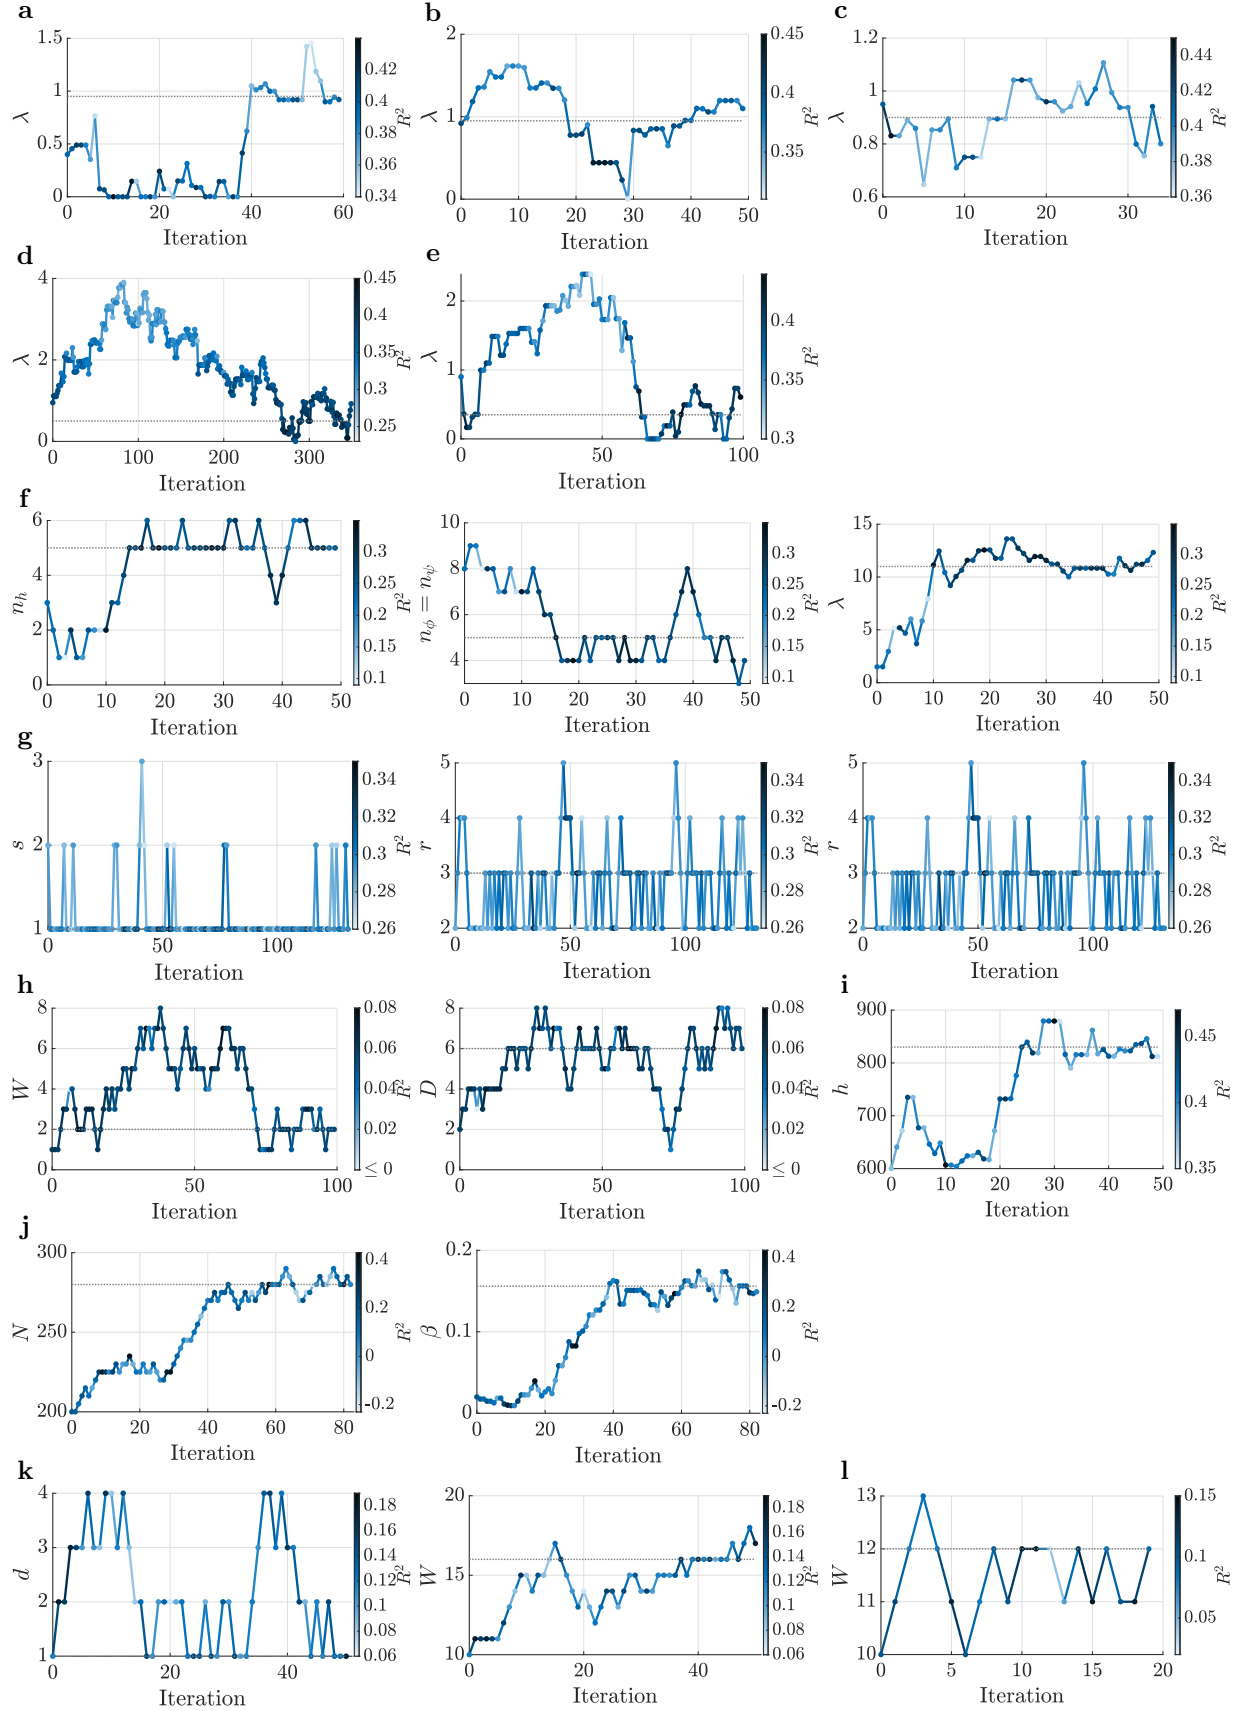 a
1.5
1
0.5
0
λ
0 20 40 60
Iteration
0.42
0.4
0.38
0.36
0.34
R²
b
2
1
0
λ
0 10 20 30 40 50
Iteration
0.45
0.4
0.35
R²
c
1.2
1
0.8
0.6
λ
0 10 20 30
Iteration
0.44
0.42
0.4
0.38
0.36
R²
d
4
2
0
λ
0 100 200 300
Iteration
0.45
0.4
0.35
0.3
0.25
R²
e
2
1
0
λ
0 50 100
Iteration
0.4
0.35
0.3
R²
f
6
4
2
0
n_h
0 10 20 30 40 50
Iteration
0.3
0.25
0.2
0.15
0.1
R²
10
8
6
4
n_ϕ = n_ψ
0 10 20 30 40 50
Iteration
0.3
0.25
0.2
0.15
0.1
R²
15
10
5
0
λ
0 10 20 30 40 50
Iteration
0.3
0.25
0.2
0.15
0.1
R²
g
3
2
1
s
0 50 100
Iteration
0.34
0.32
0.3
0.28
0.26
R²
5
4
3
2
r
0 50 100
Iteration
0.34
0.32
0.3
0.28
0.26
R²
5
4
3
2
r
0 50 100
Iteration
0.34
0.32
0.3
0.28
0.26
R²
h
8
6
4
2
0
W
0 50 100
Iteration
0.08
0.06
0.04
0.02
≤ 0
R²
8
6
4
2
0
D
0 50 100
Iteration
0.08
0.06
0.04
0.02
≤ 0
R²
i
900
800
700
600
h
0 10 20 30 40 50
Iteration
0.45
0.4
0.35
R²
j
300
250
200
N
0 20 40 60 80
Iteration
0.4
0.2
0
-0.2
R²
0.2
0.1
0
β
0 20 40 60 80
Iteration
0.4
0.2
0
-0.2
R²
k
4
3
2
1
d
0 20 40
Iteration
0.18
0.16
0.14
0.12
0.1
0.08
0.06
R²
20
15
10
W
0 20 40
Iteration
0.18
0.16
0.14
0.12
0.1
0.08
0.06
R²
l
13
12
11
10
W
0 5 10 15 20
Iteration
0.15
0.1
0.05
R²